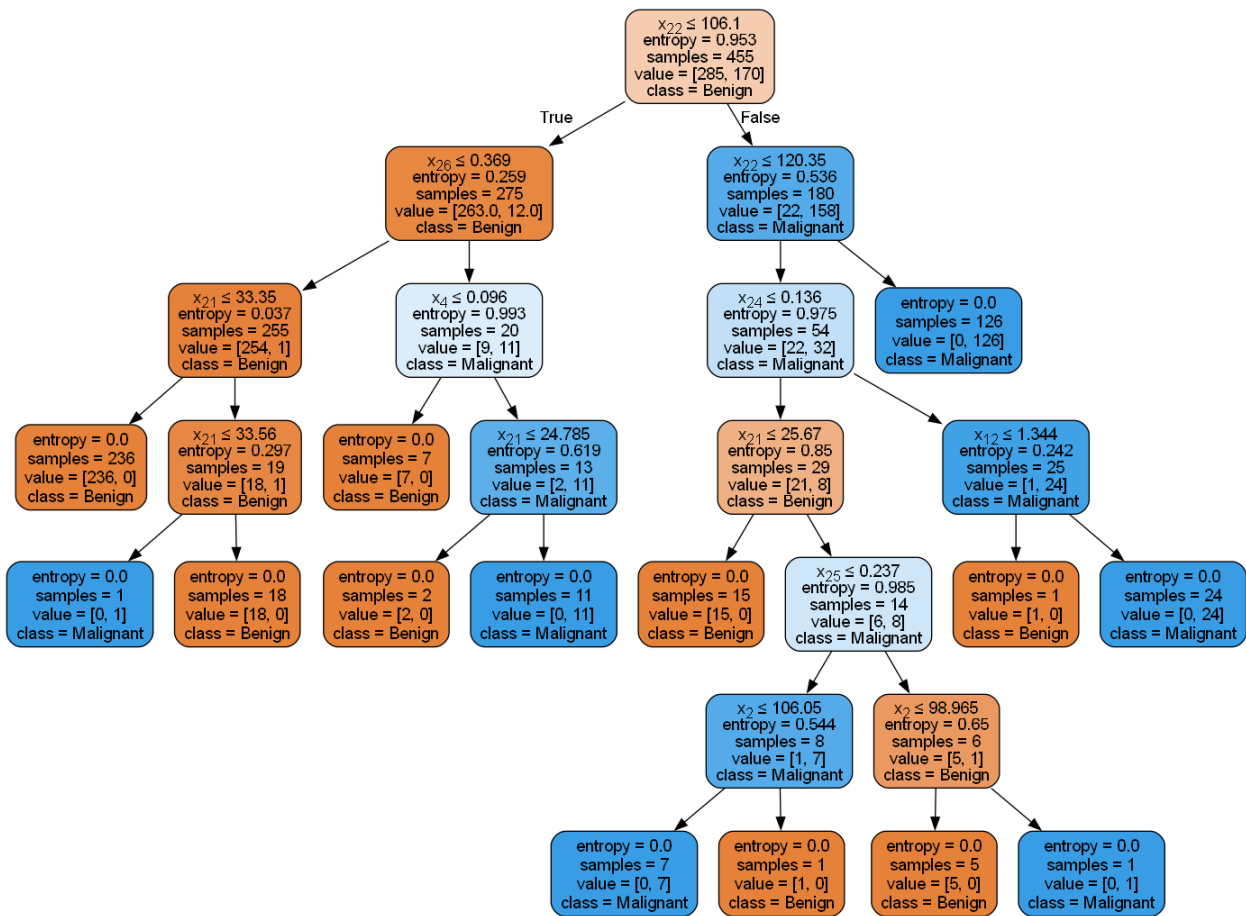 x22 ≤ 106.1
entropy = 0.953
samples = 455
value = [285, 170]
class = Benign
True
False
x26 ≤ 0.369
entropy = 0.259
samples = 275
value = [263.0, 12.0]
class = Benign
x22 ≤ 120.35
entropy = 0.536
samples = 180
value = [22, 158]
class = Malignant
x21 ≤ 33.35
entropy = 0.037
samples = 255
value = [254, 1]
class = Benign
x4 ≤ 0.096
entropy = 0.993
samples = 20
value = [9, 11]
class = Malignant
x24 ≤ 0.136
entropy = 0.975
samples = 54
value = [22, 32]
class = Malignant
entropy = 0.0
samples = 126
value = [0, 126]
class = Malignant
entropy = 0.0
samples = 236
value = [236, 0]
class = Benign
x21 ≤ 33.56
entropy = 0.297
samples = 19
value = [18, 1]
class = Benign
entropy = 0.0
samples = 7
value = [7, 0]
class = Benign
x21 ≤ 24.785
entropy = 0.619
samples = 13
value = [2, 11]
class = Malignant
x21 ≤ 25.67
entropy = 0.85
samples = 29
value = [21, 8]
class = Benign
x12 ≤ 1.344
entropy = 0.242
samples = 25
value = [1, 24]
class = Malignant
entropy = 0.0
samples = 1
value = [0, 1]
class = Malignant
entropy = 0.0
samples = 18
value = [18, 0]
class = Benign
entropy = 0.0
samples = 2
value = [2, 0]
class = Benign
entropy = 0.0
samples = 11
value = [0, 11]
class = Malignant
entropy = 0.0
samples = 15
value = [15, 0]
class = Benign
x25 ≤ 0.237
entropy = 0.985
samples = 14
value = [6, 8]
class = Malignant
entropy = 0.0
samples = 1
value = [1, 0]
class = Benign
entropy = 0.0
samples = 24
value = [0, 24]
class = Malignant
x2 ≤ 106.05
entropy = 0.544
samples = 8
value = [1, 7]
class = Malignant
x2 ≤ 98.965
entropy = 0.65
samples = 6
value = [5, 1]
class = Benign
entropy = 0.0
samples = 7
value = [0, 7]
class = Malignant
entropy = 0.0
samples = 1
value = [1, 0]
class = Benign
entropy = 0.0
samples = 5
value = [5, 0]
class = Benign
entropy = 0.0
samples = 1
value = [0, 1]
class = Malignant